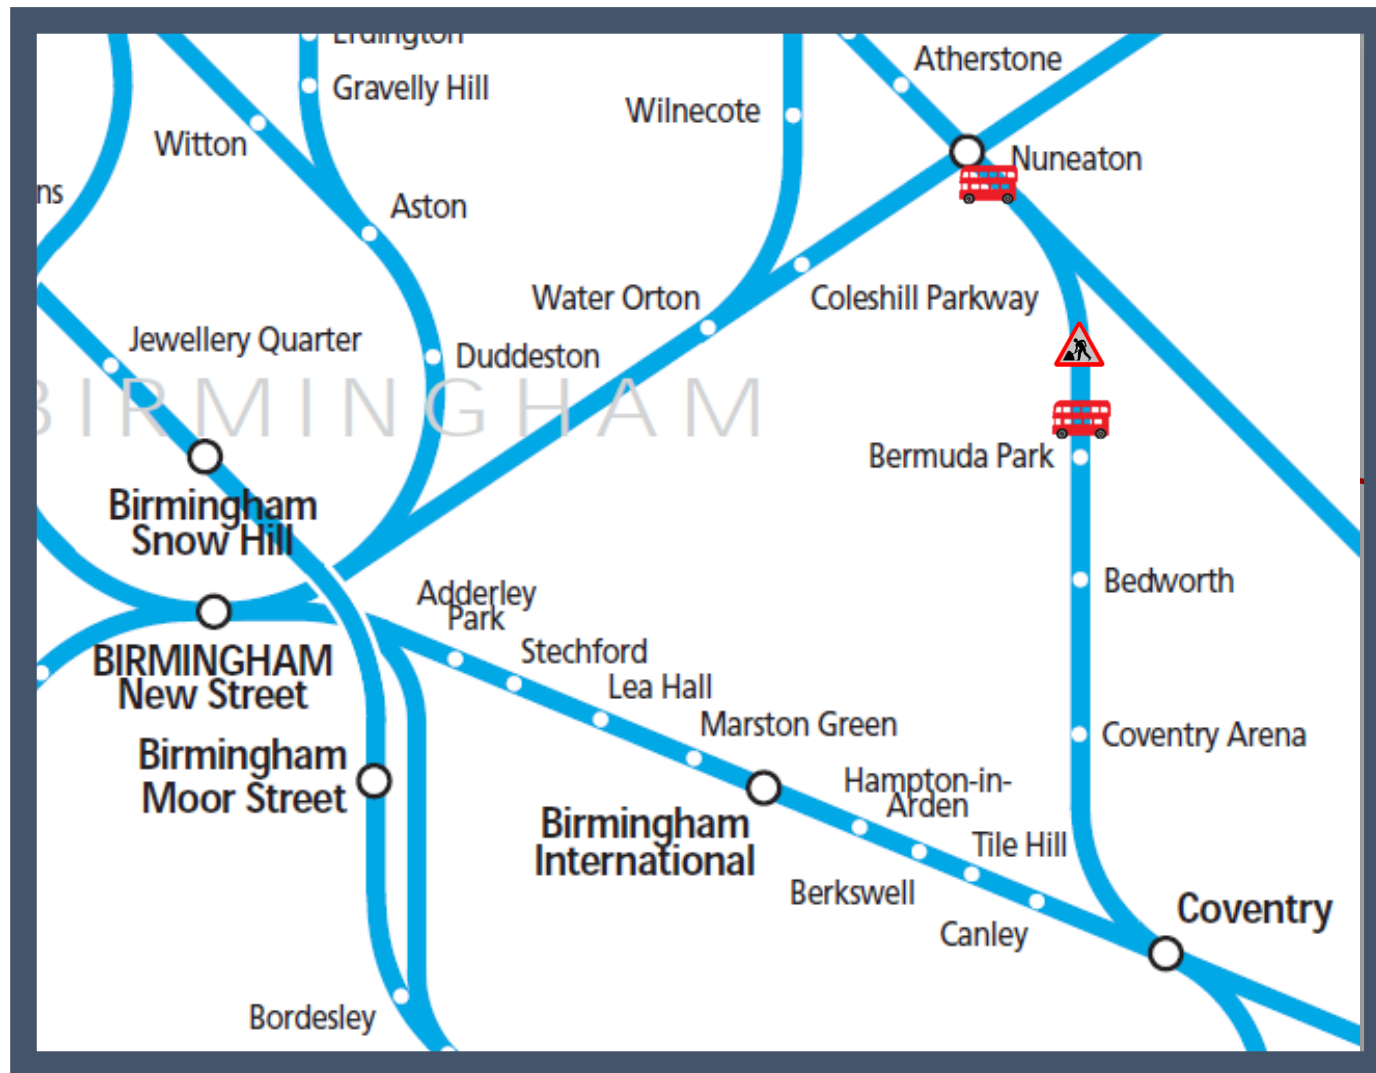 Erdington
Gravelly Hill
Atherstone
Wilnecote
Witton
Nuneaton
ns
Aston
Water Orton
Coleshill Parkway
Jewellery Quarter
Duddeston
BIRMINGHAM
Bermuda Park
Birmingham
Snow Hill
Bedworth
Adderley
Park
Stechford
BIRMINGHAM
New Street
Lea Hall
Marston Green
Coventry Arena
Birmingham
Moor Street
Hampton-in-
Arden
Birmingham
International
Tile Hill
Berkswell
Coventry
Canley
Bordesley